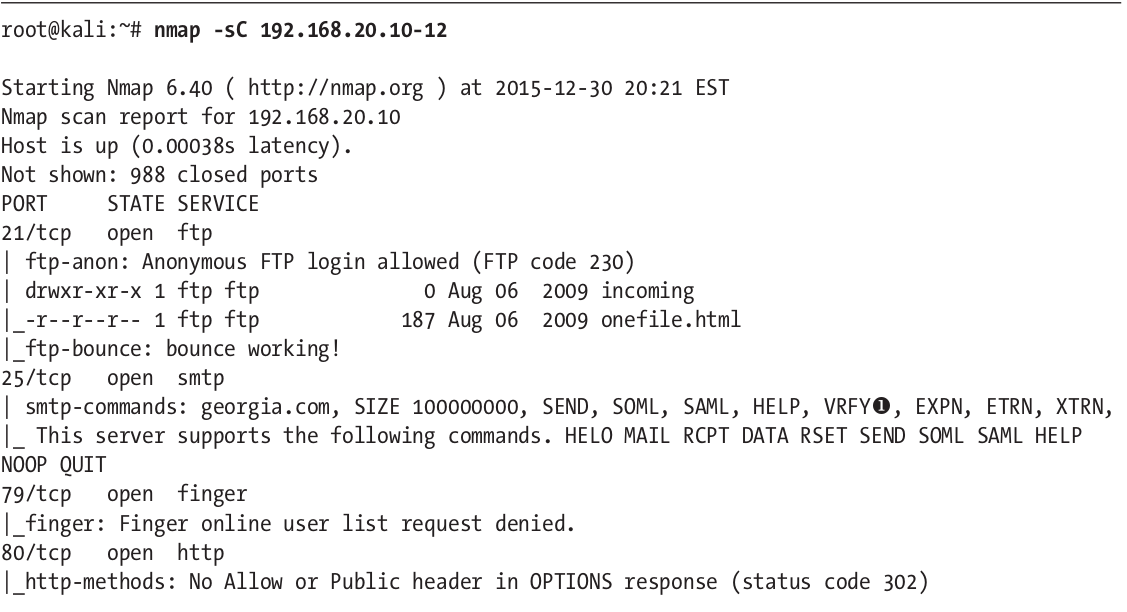 root@kali:~# nmap -sC 192.168.20.10-12
Starting Nmap 6.40 ( http://nmap.org ) at 2015-12-30 20:21 EST
Nmap scan report for 192.168.20.10
Host is up (0.00038s latency).
Not shown: 988 closed ports
PORT     STATE SERVICE
21/tcp   open  ftp
| ftp-anon: Anonymous FTP login allowed (FTP code 230)
| drwxr-xr-x 1 ftp ftp              0 Aug 06  2009 incoming
|_-r--r--r-- 1 ftp ftp            187 Aug 06  2009 onefile.html
|_ftp-bounce: bounce working!
25/tcp   open  smtp
| smtp-commands: georgia.com, SIZE 100000000, SEND, SOML, SAML, HELP, VRFY❶, EXPN, ETRN, XTRN,
|_ This server supports the following commands. HELO MAIL RCPT DATA RSET SEND SOML SAML HELP
NOOP QUIT
79/tcp   open  finger
|_finger: Finger online user list request denied.
80/tcp   open  http
|_http-methods: No Allow or Public header in OPTIONS response (status code 302)